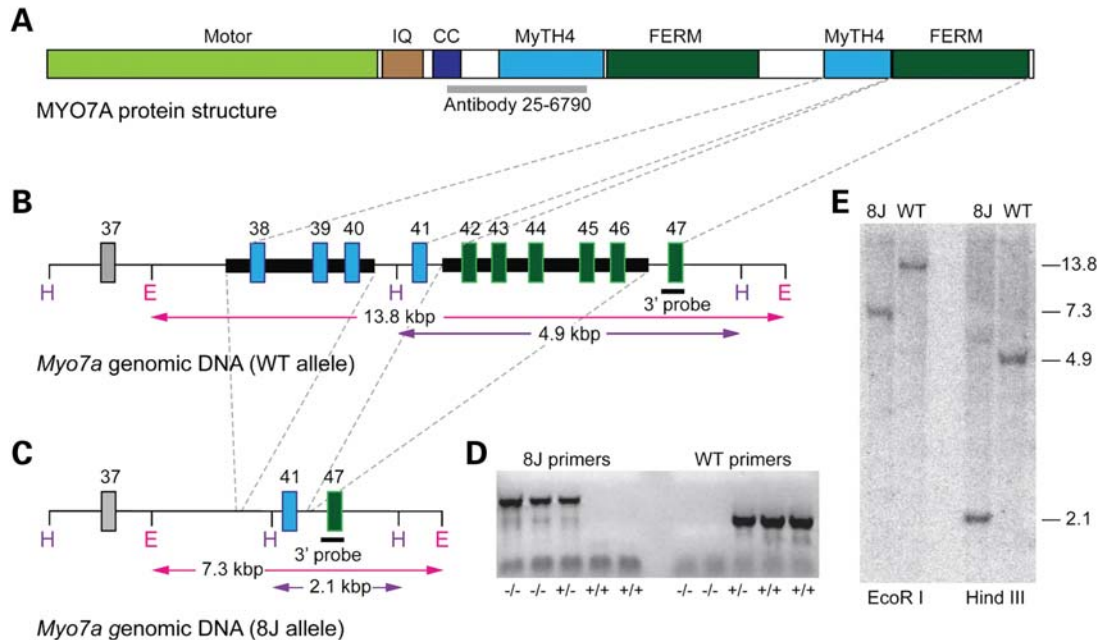 A
Motor IQ CC MyTH4 FERM MyTH4 FERM
Antibody 25-6790
MYO7A protein structure
B
37 38 39 40 41 42 43 44 45 46 47
H E H H E
3' probe
13.8 kbp
4.9 kbp
Myo7a genomic DNA (WT allele)
C
37 41 47
H E H H E
3' probe
7.3 kbp
2.1 kbp
Myo7a genomic DNA (8J allele)
D
8J primers WT primers
-/- -/- +/- +/+ +/+ -/- -/- +/- +/+ +/+
E
8J WT 8J WT
13.8
7.3
4.9
2.1
EcoR I Hind III